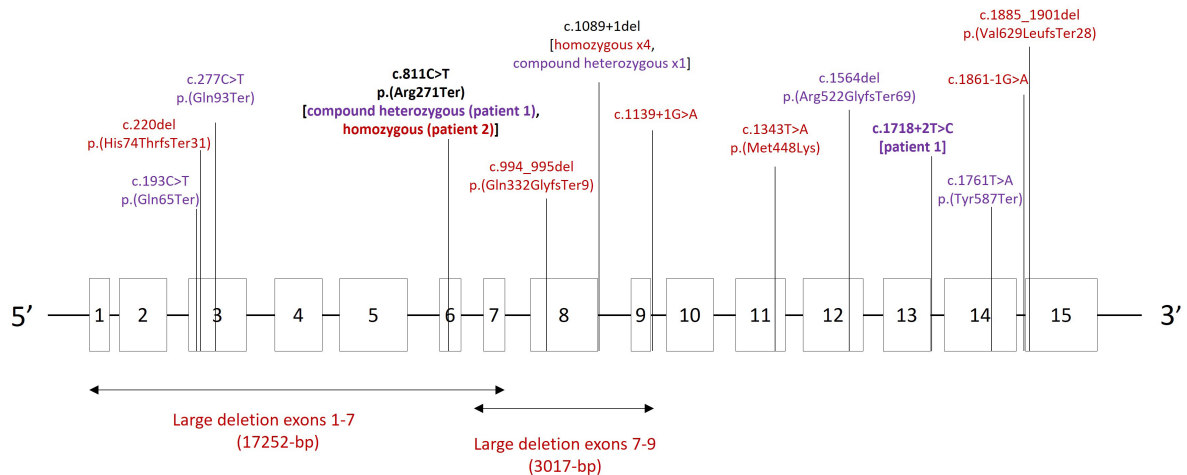 c.277C>T
p.(Gln93Ter)
c.220del
p.(His74ThrfsTer31)
c.193C>T
p.(Gln65Ter)
c.811C>T
p.(Arg271Ter)
[compound heterozygous (patient 1),
homozygous (patient 2)]
c.994_995del
p.(Gln332GlyfsTer9)
c.1089+1del
[homozygous x4,
compound heterozygous x1]
c.1139+1G>A
c.1343T>A
p.(Met448Lys)
c.1564del
p.(Arg522GlyfsTer69)
c.1718+2T>C
[patient 1]
c.1761T>A
p.(Tyr587Ter)
c.1861-1G>A
c.1885_1901del
p.(Val629LeufsTer28)
5’ 1 2 3 4 5 6 7 8 9 10 11 12 13 14 15 3’
Large deletion exons 1-7
(17252-bp)
Large deletion exons 7-9
(3017-bp)